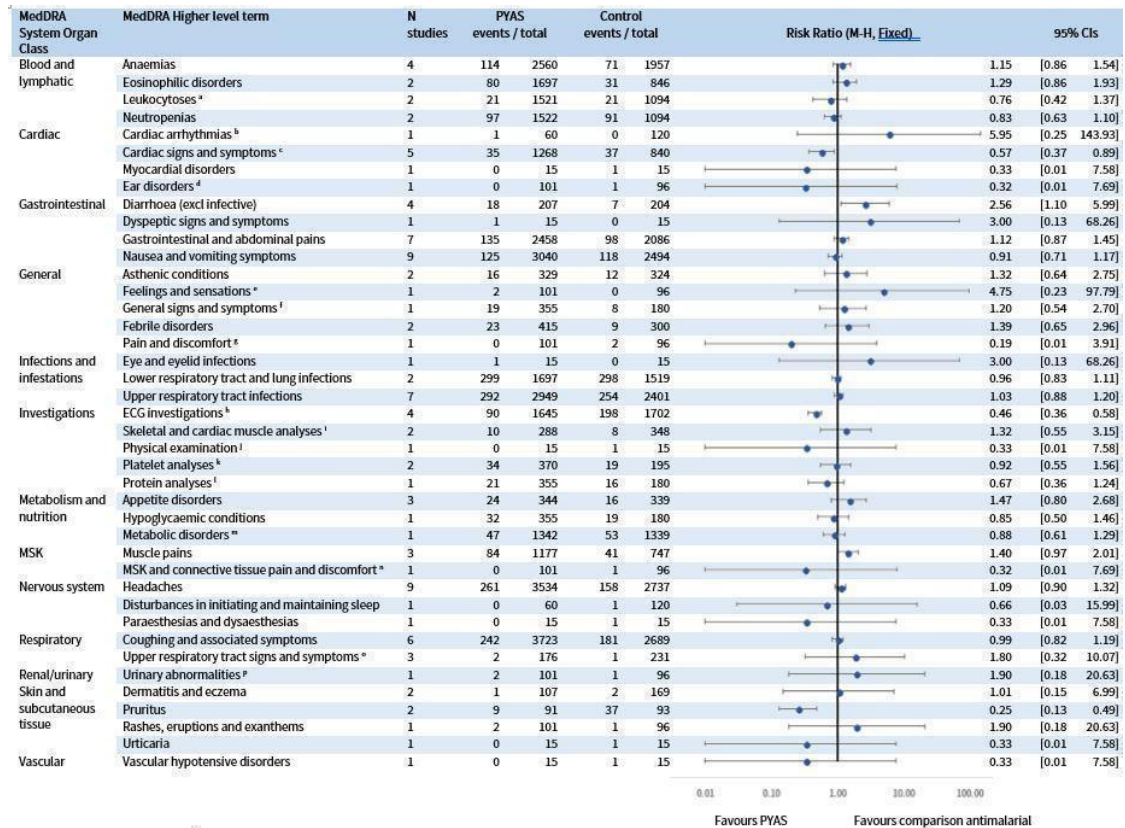 MedDRA System Organ Class MedDRA Higher level term N studies PYAS events / total Control events / total Risk Ratio (M-H, Fixed) 95% CIs
Blood and lymphatic Anaemias 4 114 2560 71 1957 1.15 [0.86 1.54]
Eosinophilic disorders 2 80 1697 31 846 1.29 [0.86 1.93]
Leukocytoses a 2 21 1521 21 1094 0.76 [0.42 1.37]
Neutropenias 2 97 1522 91 1094 0.83 [0.63 1.10]
Cardiac Cardiac arrhythmias b 1 1 60 0 120 5.95 [0.25 143.93]
Cardiac signs and symptoms c 5 35 1268 37 840 0.57 [0.37 0.89]
Myocardial disorders 1 0 15 1 15 0.33 [0.01 7.58]
Ear disorders d 1 0 101 1 96 0.32 [0.01 7.69]
Gastrointestinal Diarrhoea (excl infective) 4 18 207 7 204 2.56 [1.10 5.99]
Dyspeptic signs and symptoms 1 1 15 0 15 3.00 [0.13 68.26]
Gastrointestinal and abdominal pains 7 135 2458 98 2086 1.12 [0.87 1.45]
Nausea and vomiting symptoms 9 125 3040 118 2494 0.91 [0.71 1.17]
General Asthenic conditions 2 16 329 12 324 1.32 [0.64 2.75]
Feelings and sensations e 1 2 101 0 96 4.75 [0.23 97.79]
General signs and symptoms f 1 19 355 8 180 1.20 [0.54 2.70]
Febrile disorders 2 23 415 9 300 1.39 [0.65 2.96]
Pain and discomfort g 1 0 101 2 96 0.19 [0.01 3.91]
Infections and infestations Eye and eyelid infections 1 1 15 0 15 3.00 [0.13 68.26]
Lower respiratory tract and lung infections 2 299 1697 298 1519 0.96 [0.83 1.11]
Upper respiratory tract infections 7 292 2949 254 2401 1.03 [0.88 1.20]
Investigations ECG investigations h 4 90 1645 198 1702 0.46 [0.36 0.58]
Skeletal and cardiac muscle analyses i 2 10 288 8 348 1.32 [0.55 3.15]
Physical examination j 1 0 15 1 15 0.33 [0.01 7.58]
Platelet analyses k 2 34 370 19 195 0.92 [0.55 1.56]
Protein analyses l 1 21 355 16 180 0.67 [0.36 1.24]
Metabolism and nutrition Appetite disorders 3 24 344 16 339 1.47 [0.80 2.68]
Hypoglycaemic conditions 1 32 355 19 180 0.85 [0.50 1.46]
Metabolic disorders m 1 47 1342 53 1339 0.88 [0.61 1.29]
MSK Muscle pains 3 84 1177 41 747 1.40 [0.97 2.01]
MSK and connective tissue pain and discomfort n 1 0 101 1 96 0.32 [0.01 7.69]
Nervous system Headaches 9 261 3534 158 2737 1.09 [0.90 1.32]
Disturbances in initiating and maintaining sleep 1 0 60 1 120 0.66 [0.03 15.99]
Paraesthesias and dysaesthesias 1 0 15 1 15 0.33 [0.01 7.58]
Respiratory Coughing and associated symptoms 6 242 3723 181 2689 0.99 [0.82 1.19]
Upper respiratory tract signs and symptoms o 3 2 176 1 231 1.80 [0.32 10.07]
Renal/urinary Urinary abnormalities p 1 2 101 1 96 1.90 [0.18 20.63]
Skin and subcutaneous tissue Dermatitis and eczema 2 1 107 2 169 1.01 [0.15 6.99]
Pruritus 2 9 91 37 93 0.25 [0.13 0.49]
Rashes, eruptions and exanthems 1 2 101 1 96 1.90 [0.18 20.63]
Urticaria 1 0 15 1 15 0.33 [0.01 7.58]
Vascular Vascular hypotensive disorders 1 0 15 1 15 0.33 [0.01 7.58]
0.01 0.10 1.00 10.00 100.00
Favours PYAS Favours comparison antimalarial